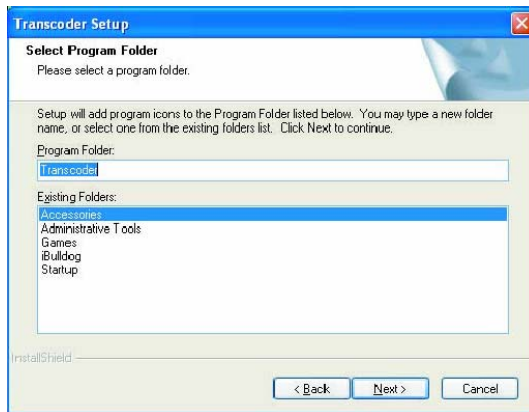 Transcoder Setup
Select Program Folder
Please select a program folder.
Setup will add program icons to the Program Folder listed below. You may type a new folder
name, or select one from the existing folders list. Click Next to continue.
Program Folder:
Transcoder
Existing Folders:
Accessories
Administrative Tools
Games
iBulldog
Startup
InstallShield
< Back Next > Cancel